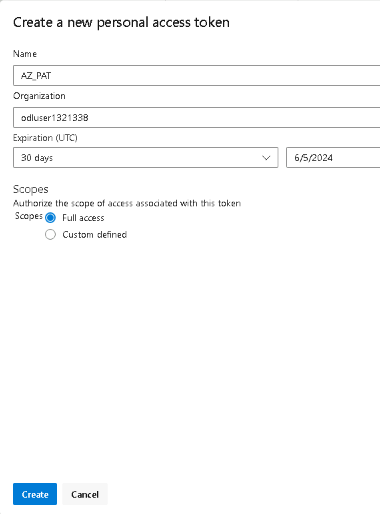 Create a new personal access token
Name
AZ_PAT
Organization
odluser1321338
Expiration (UTC)
30 days 6/5/2024
Scopes
Authorize the scope of access associated with this token
Scopes Full access
Custom defined
Create Cancel